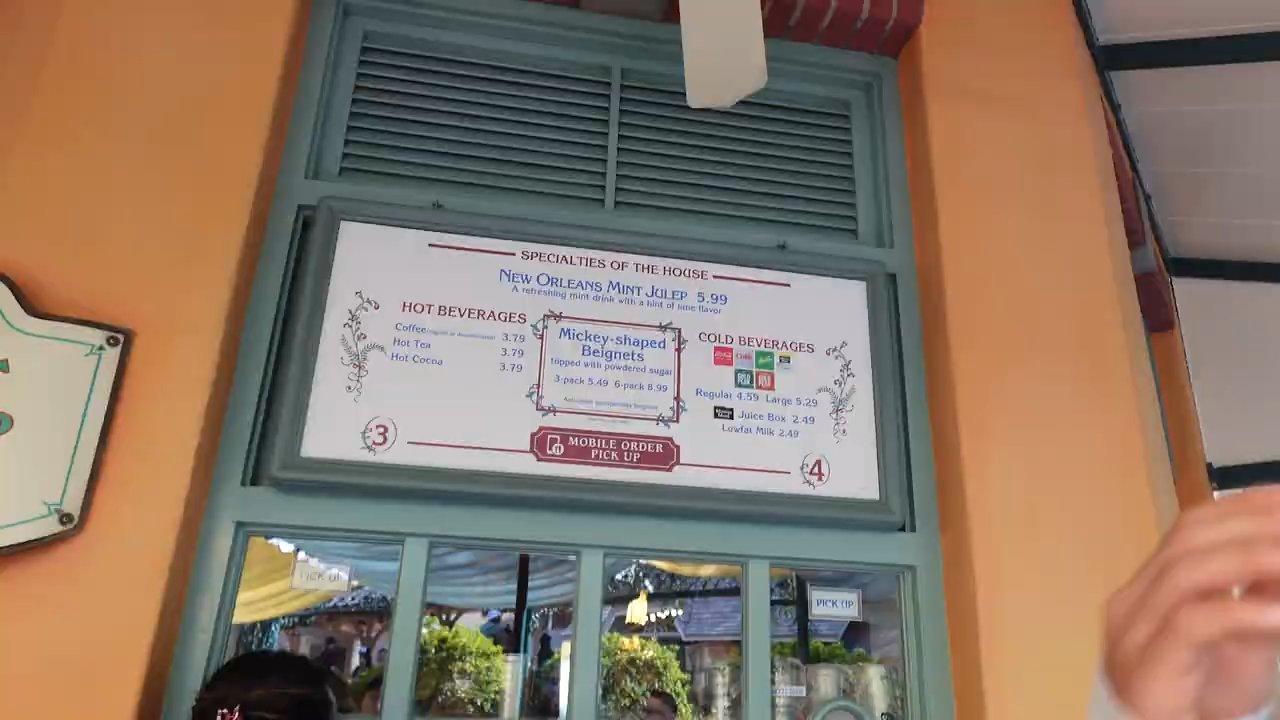 SPECIALTIES OF THE HOUSE
NEW ORLEANS MINT JULEP 5.99
A refreshing mint drink with a hint of lime flavor
HOT BEVERAGES
Coffee 3.79
Hot Tea 3.79
Hot Cocoa 3.79
Mickey-shaped
Beignets
topped with powdered sugar
3-pack 5.49 6-pack 8.99
COLD BEVERAGES
Regular 4.59 Large 5.29
Juice Box 2.49
Lowfat Milk 2.49
3
MOBILE ORDER
PICK UP
4
PICK UP
PICK UP